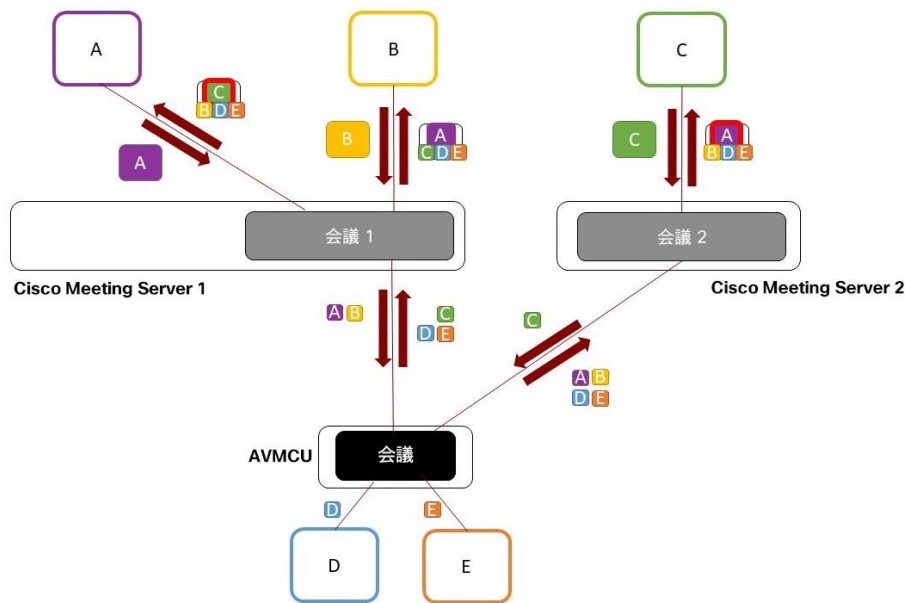 A
B
C
C
B D E
A
B
A
C D E
C
A
B D E
会議 1
会議 2
Cisco Meeting Server 1
Cisco Meeting Server 2
A B
C
D E
C
A B
D E
AVMCU
会議
D
E
D
E